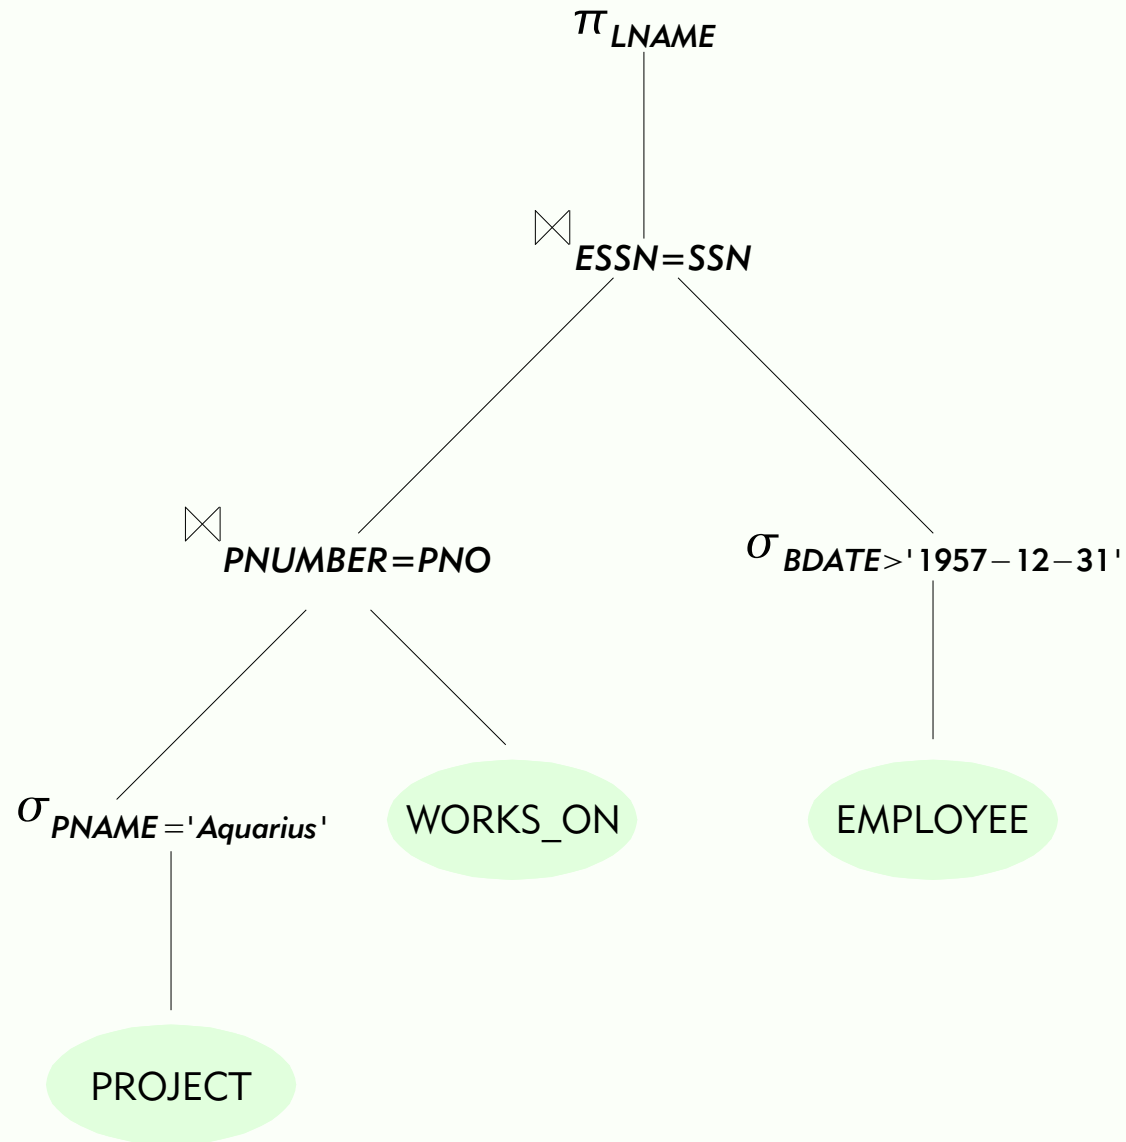 π LNAME
⋈ ESSN=SSN
⋈ PNUMBER=PNO
σ BDATE>'1957−12−31'
σ PNAME='Aquarius'
WORKS_ON
EMPLOYEE
PROJECT